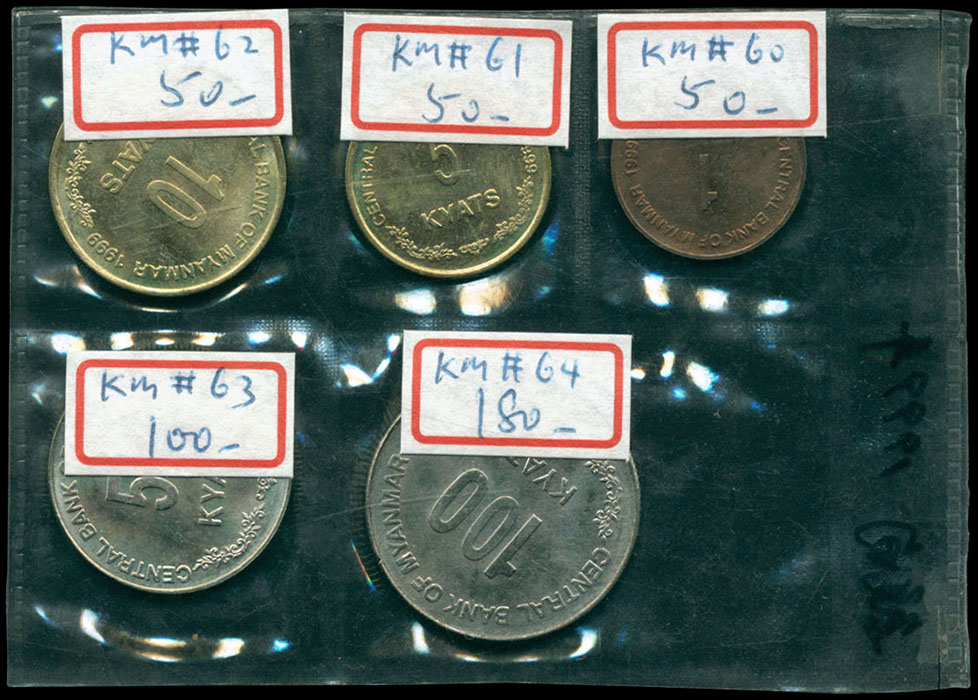 KM# 62
50-
KM# 61
50-
KM# 60
50-
10
KYATS
BANK OF MYANMAR 1999
CENTRAL
5
KYATS
1
CENTRAL BANK OF MYANMAR 1999
KM# 63
100-
KM# 64
180-
5
KYA
CENTRAL BANK
100
KYAT
CENTRAL BANK OF MYANMAR